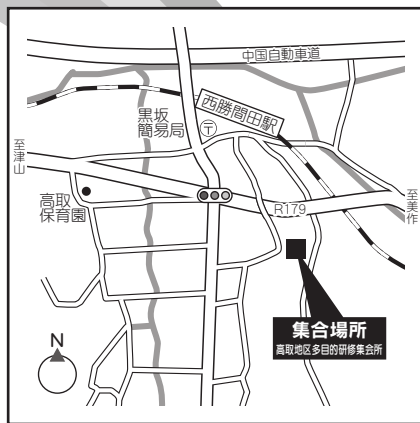 中国自動車道
西勝間田駅
黒坂
簡易局
〒
至津山
高取
保育園
R179
至美作
集合場所
高取地区多目的研修集会所
N